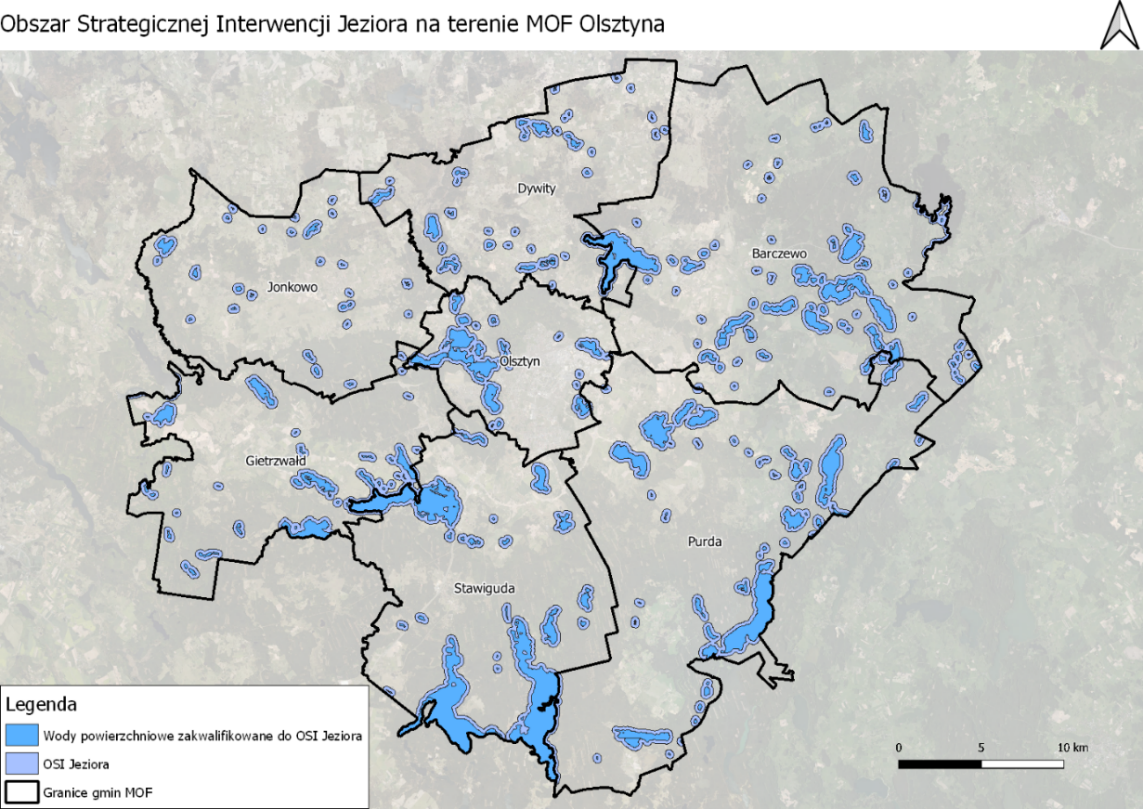 Obszar Strategicznej Interwencji Jeziora na terenie MOF Olsztyna
Dywity
Barczewo
Jonkowo
Olsztyn
Gietrzwałd
Purda
Stawiguda
Legenda
Wody powierzchniowe zakwalifikowane do OSI Jeziora
OSI Jeziora
Granice gmin MOF
0 5 10 km